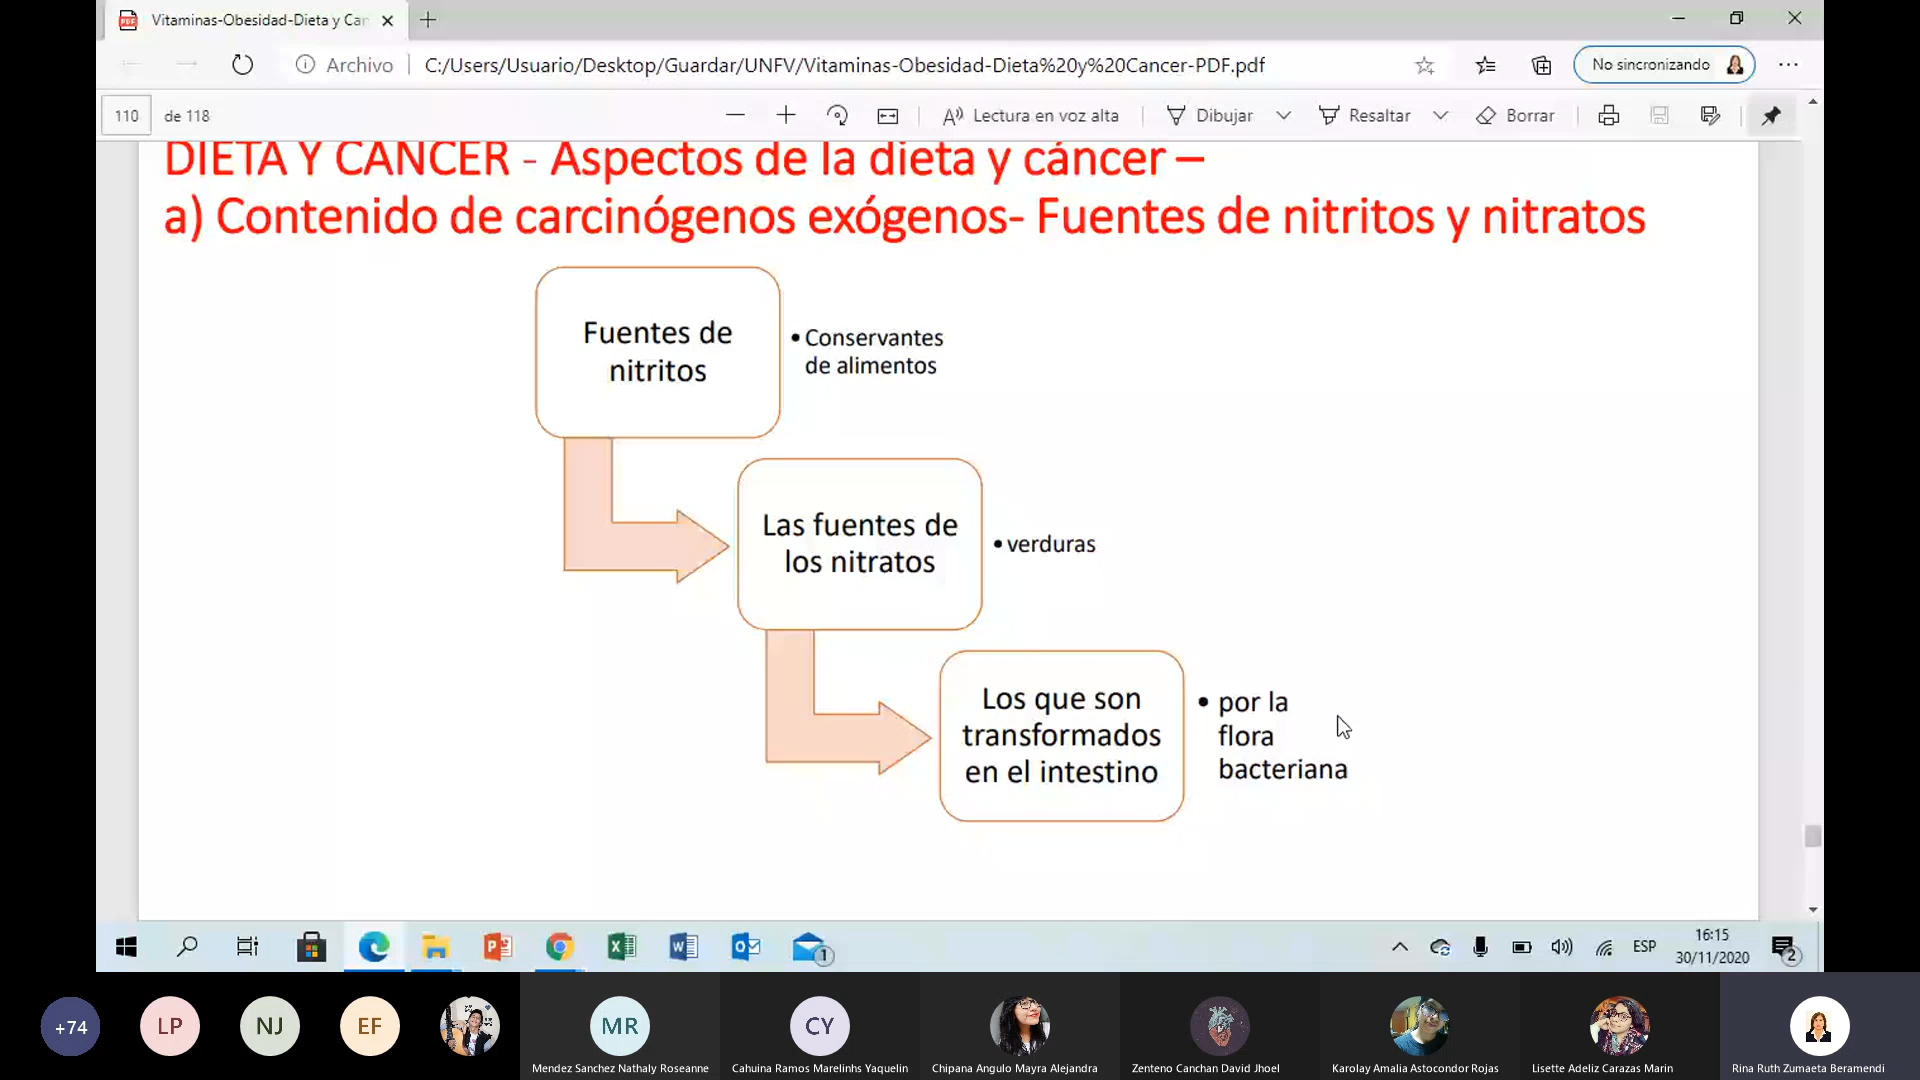 Vitaminas-Obesidad-Dieta y Can
Archivo
C:/Users/Usuario/Desktop/Guardar/UNFV/Vitaminas-Obesidad-Dieta%20y%20Cancer-PDF.pdf
No sincronizando
110 de 118
Lectura en voz alta
Dibujar
Resaltar
Borrar
DIETA Y CANCER - Aspectos de la dieta y cáncer –
a) Contenido de carcinógenos exógenos- Fuentes de nitritos y nitratos
Fuentes de
nitritos
• Conservantes
de alimentos
Las fuentes de
los nitratos
• verduras
Los que son
transformados
en el intestino
• por la
flora
bacteriana
ESP
16:15
30/11/2020
1
2
+74
LP
NJ
EF
MR
CY
Mendez Sanchez Nathaly Roseanne
Cahuina Ramos Marelinhs Yaquelin
Chipana Angulo Mayra Alejandra
Zenteno Canchan David Jhoel
Karolay Amalia Astocondor Rojas
Lisette Adeliz Carazas Marin
Rina Ruth Zumaeta Beramendi